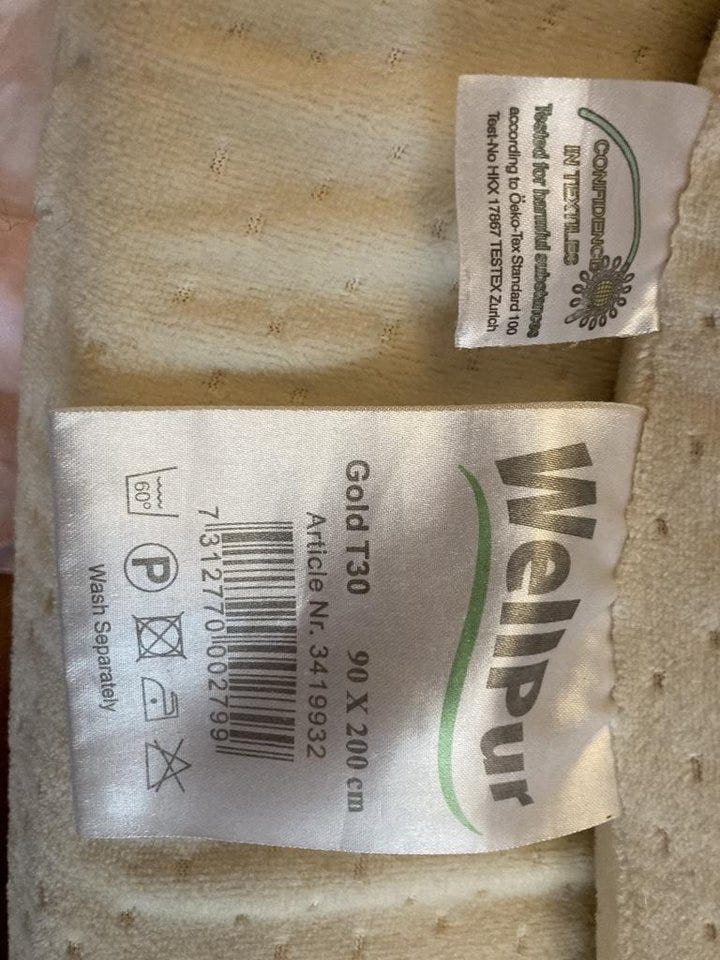 CONFIDENCE
IN TEXTILES
Tested for harmful substances
according to Öeko-Tex Standard 100
Test-No HKX 17867 TESTEX Zurich
WellPur
Gold T30 90 X 200 cm
Article Nr. 3419932
7 312770 002799
60°
P
Wash Separately